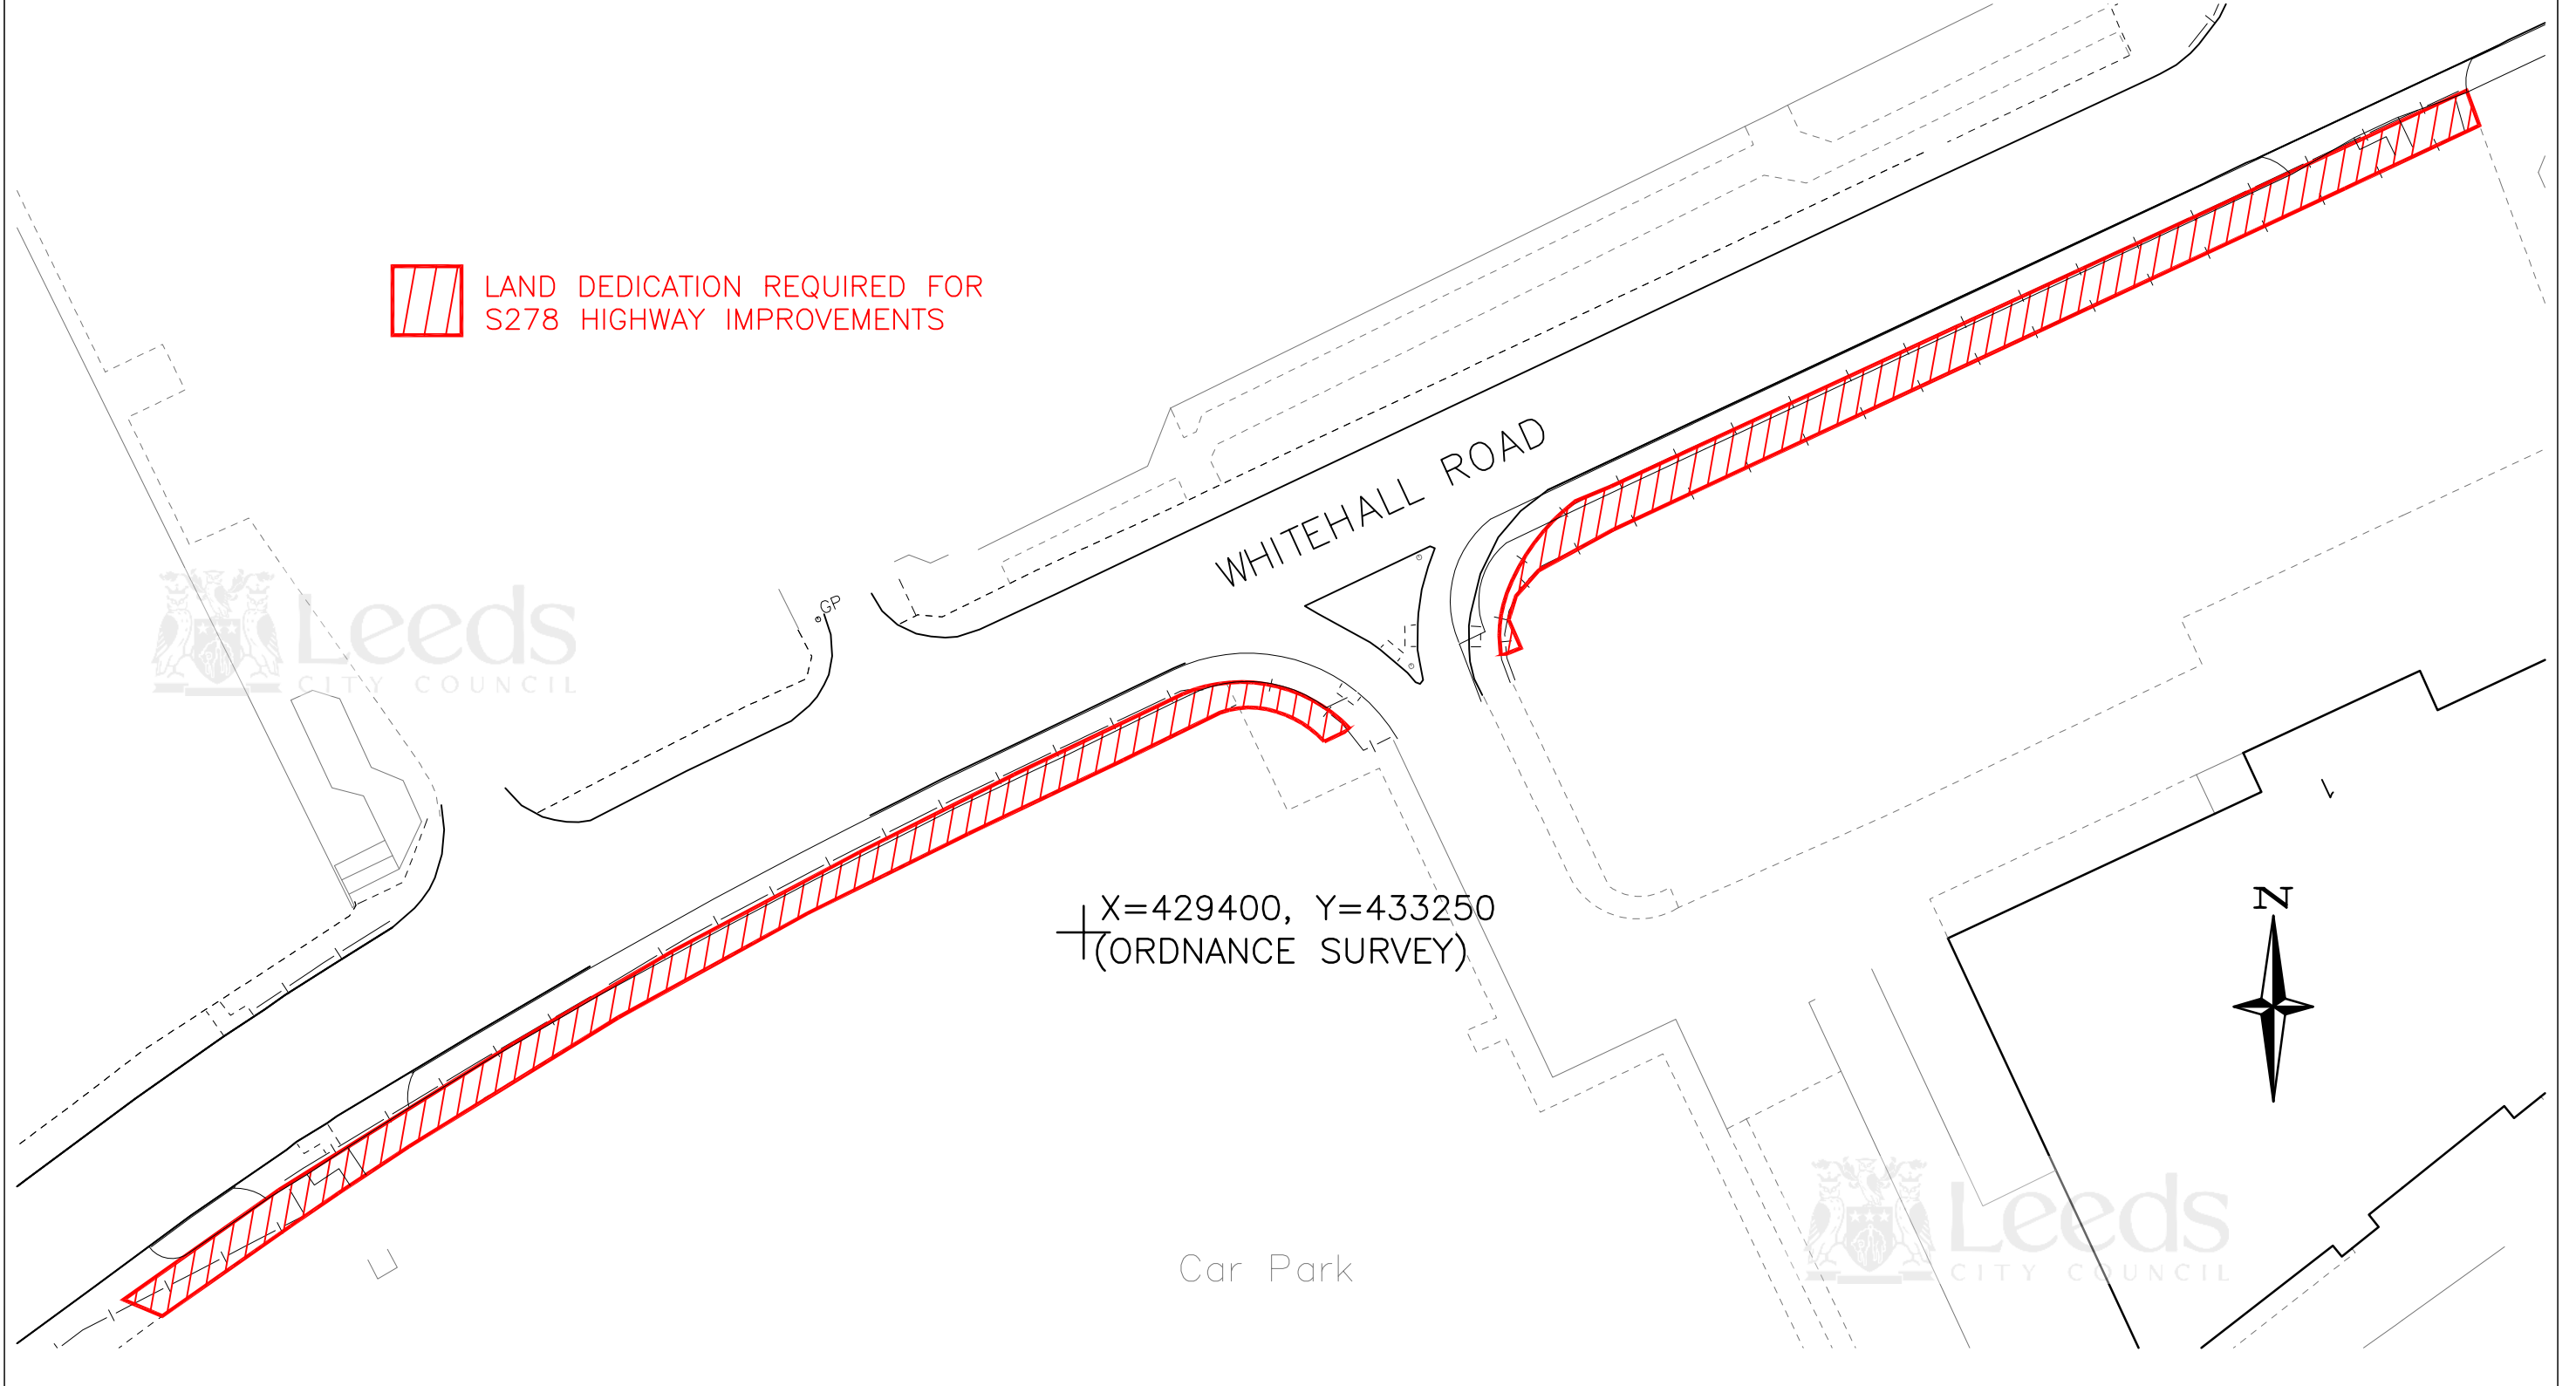 LAND DEDICATION REQUIRED FOR
S278 HIGHWAY IMPROVEMENTS
WHITEHALL ROAD
GP
Leeds
CITY COUNCIL
1
N
X=429400, Y=433250
(ORDNANCE SURVEY)
Car Park
Leeds
CITY COUNCIL